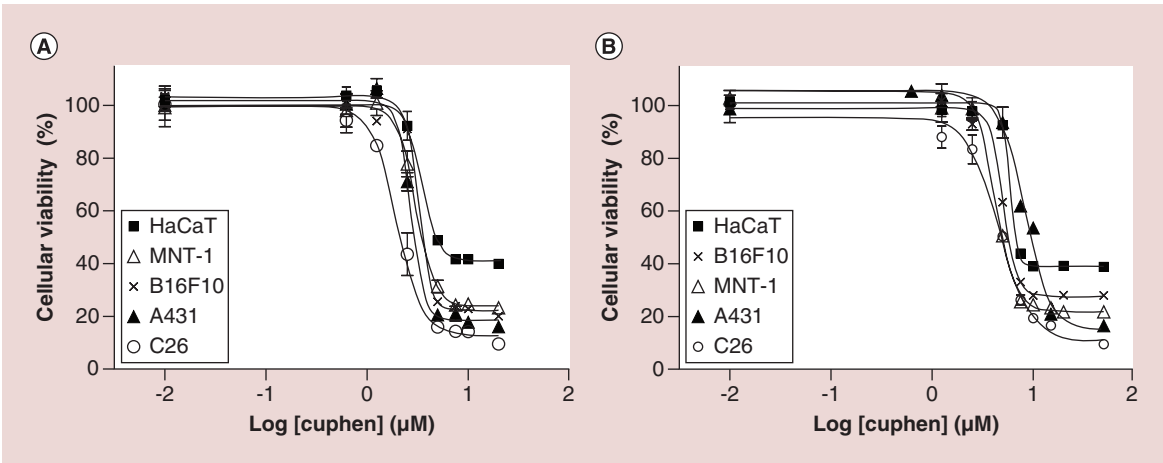 A
Cellular viability (%)
100
80
60
40
20
0
HaCaT
MNT-1
B16F10
A431
C26
-2
-1
0
1
2
Log [cuphen] (µM)
B
Cellular viability (%)
100
80
60
40
20
0
HaCaT
B16F10
MNT-1
A431
C26
-2
-1
0
1
2
Log [cuphen] (µM)